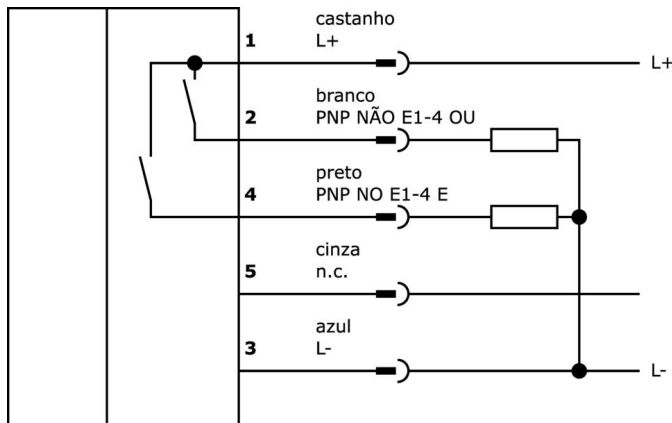 castanho
1 L+ L+
branco
2 PNP NÃO E1-4 OU
preto
4 PNP NO E1-4 E
cinza
5 n.c.
azul
3 L- L-